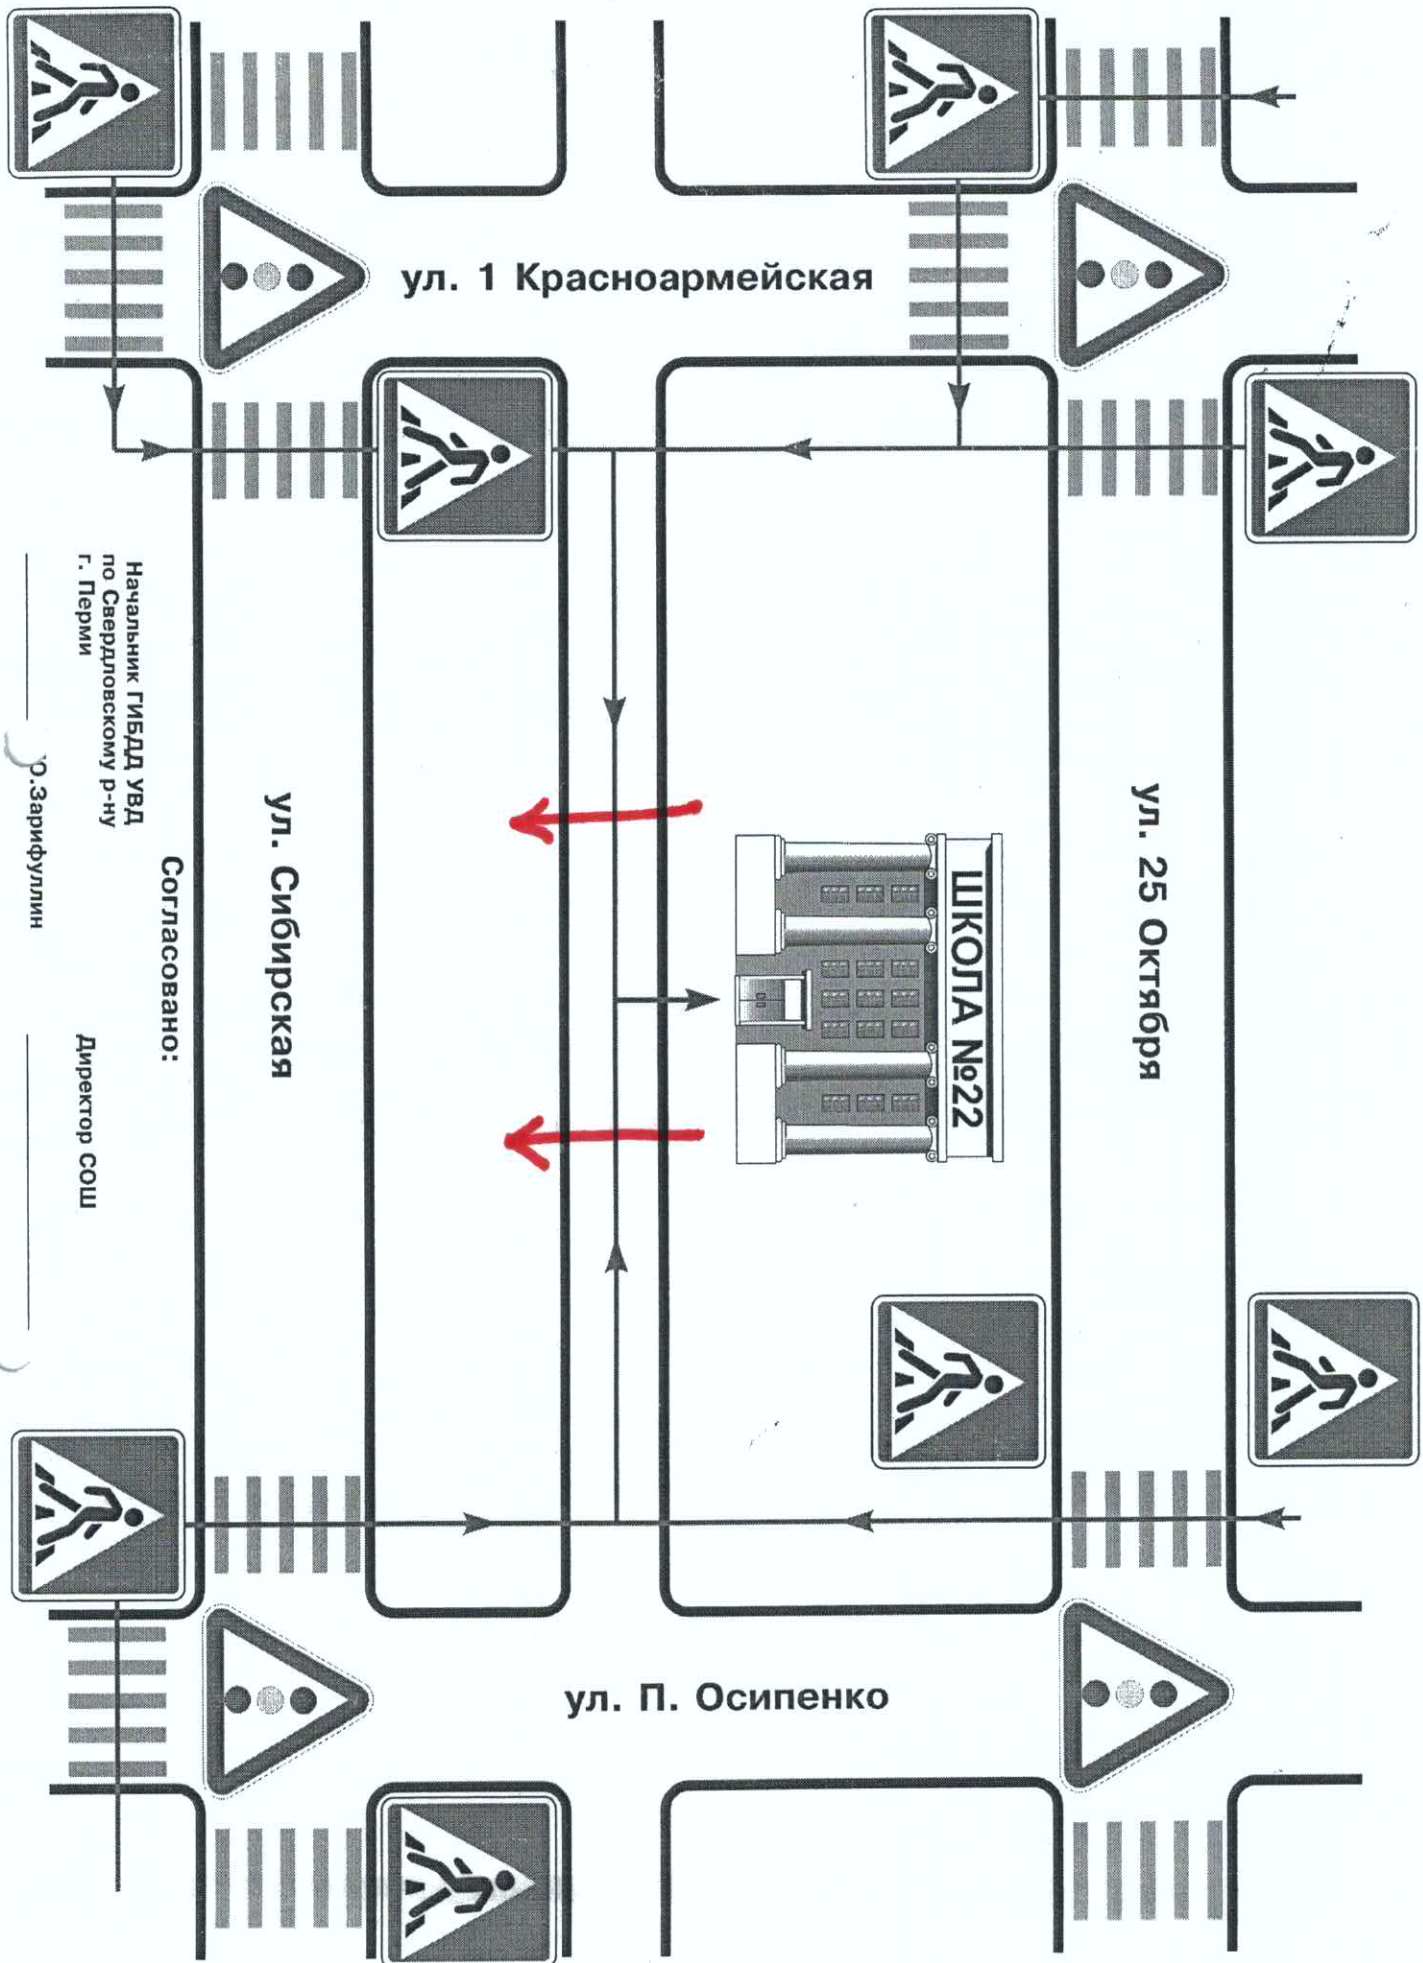 ул. 1 Красноармейская
ул. 25 Октября
ШКОЛА №22
ул. Сибирская
Согласовано:
Начальник ГИБДД УВД
по Свердловскому р-ну
г. Перми
Зарифуллин
Директор СОШ
ул. П. Осипенко